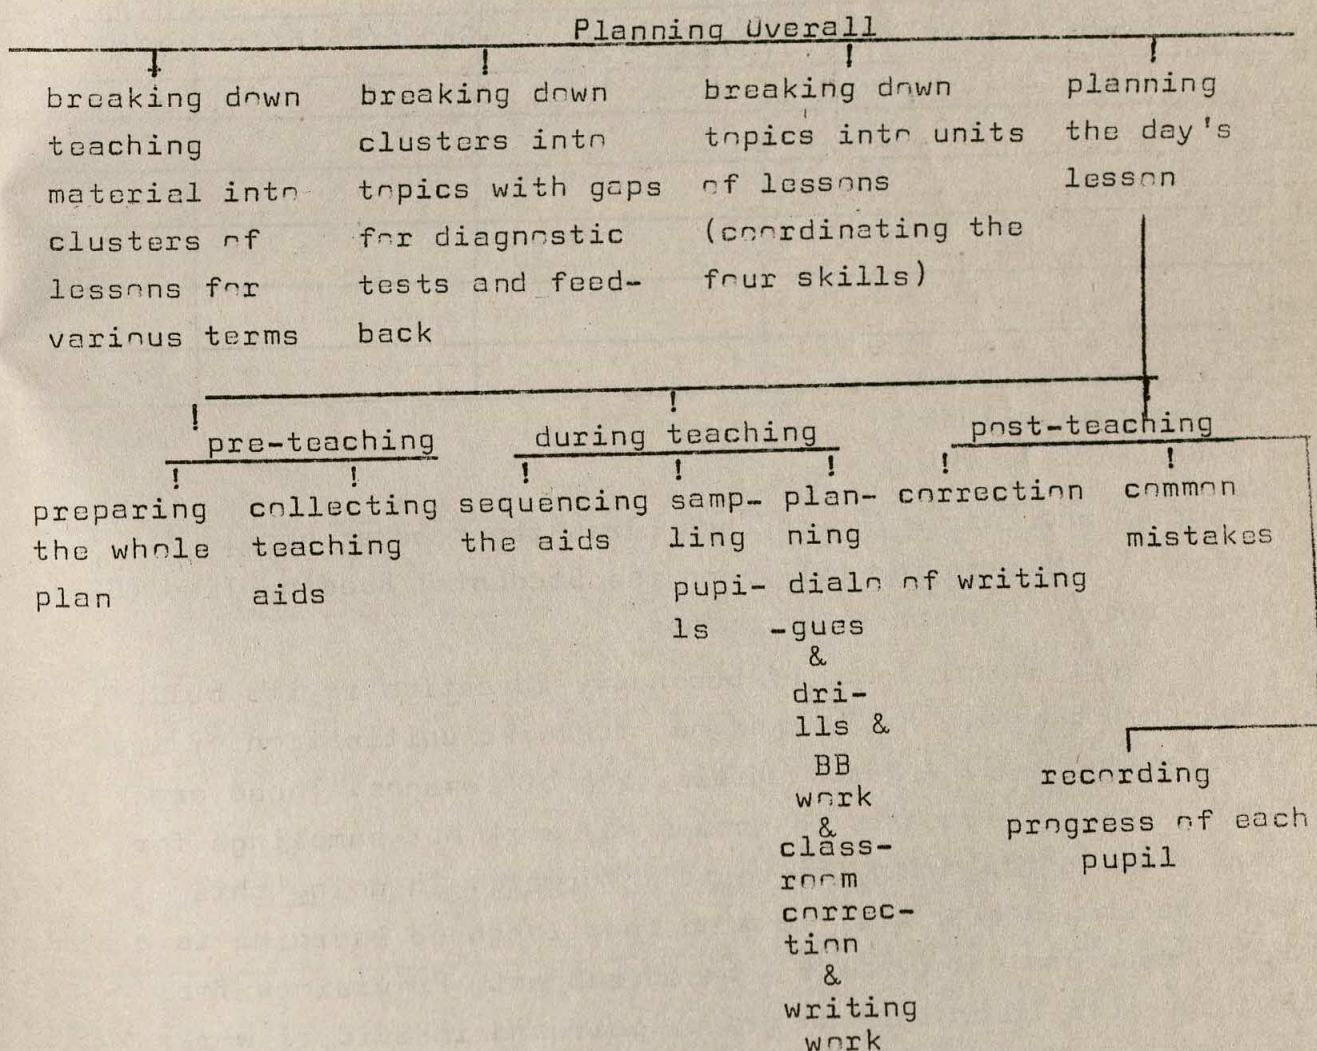 Planning Overall
breaking down
teaching
material into
clusters of
lessons for
various terms
breaking down
clusters into
topics with gaps
for diagnostic
tests and feed-
back
breaking down
topics into units
of lessons
(coordinating the
four skills)
planning
the day's
lesson
pre-teaching
during teaching
post-teaching
preparing
the whole
plan
collecting
teaching
aids
sequencing
the aids
samp-
ling
pupi-
ls
plan-
ning
dialo
-gues
&
dri-
lls &
BB
work
&
class-
room
correc-
tion
&
writing
work
correction
of writing
common
mistakes
recording
progress of each
pupil